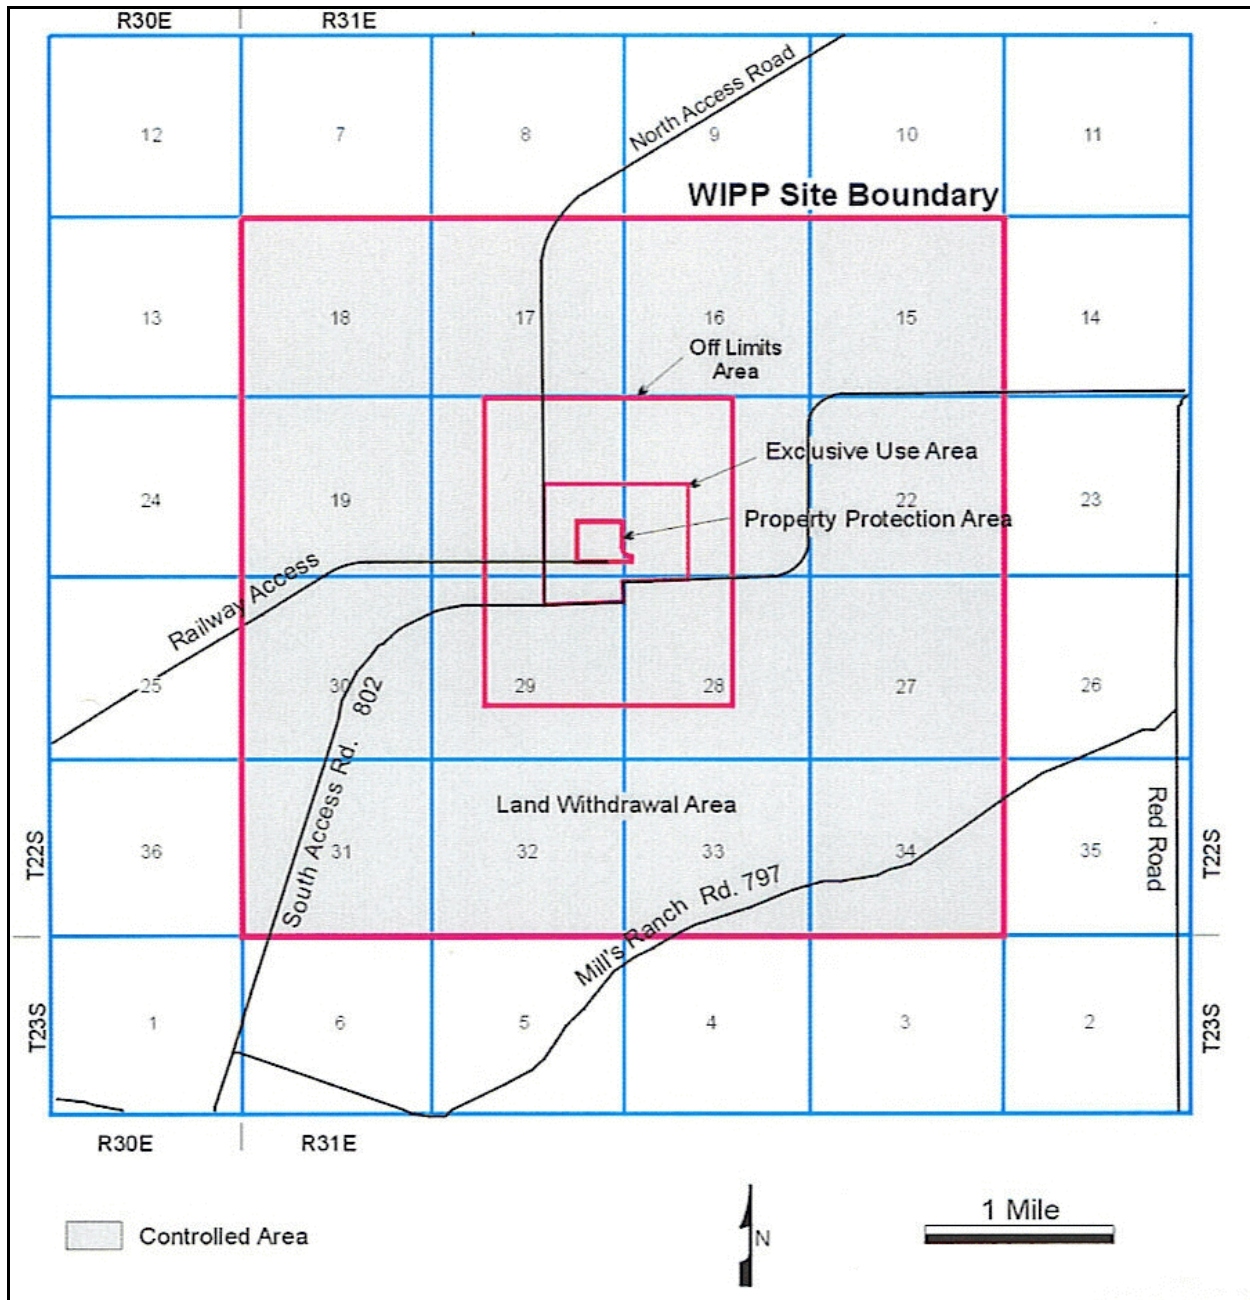 R30E R31E
North Access Road
12 7 8 9 10 11
WIPP Site Boundary
13 18 17 16 15 14
Off Limits
Area
Exclusive Use Area
24 19 22 23
Property Protection Area
Railway Access
25 30 29 28 27 26
South Access Rd. 802
Land Withdrawal Area
Red Road
T22S
36 31 32 33 34 35
T22S
Mill's Ranch Rd. 797
T23S
1 6 5 4 3 2
T23S
R30E R31E
1 Mile
Controlled Area
N